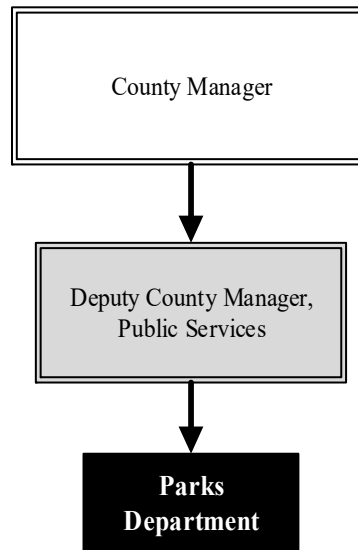 County Manager
Deputy County Manager,
Public Services
Parks
Department